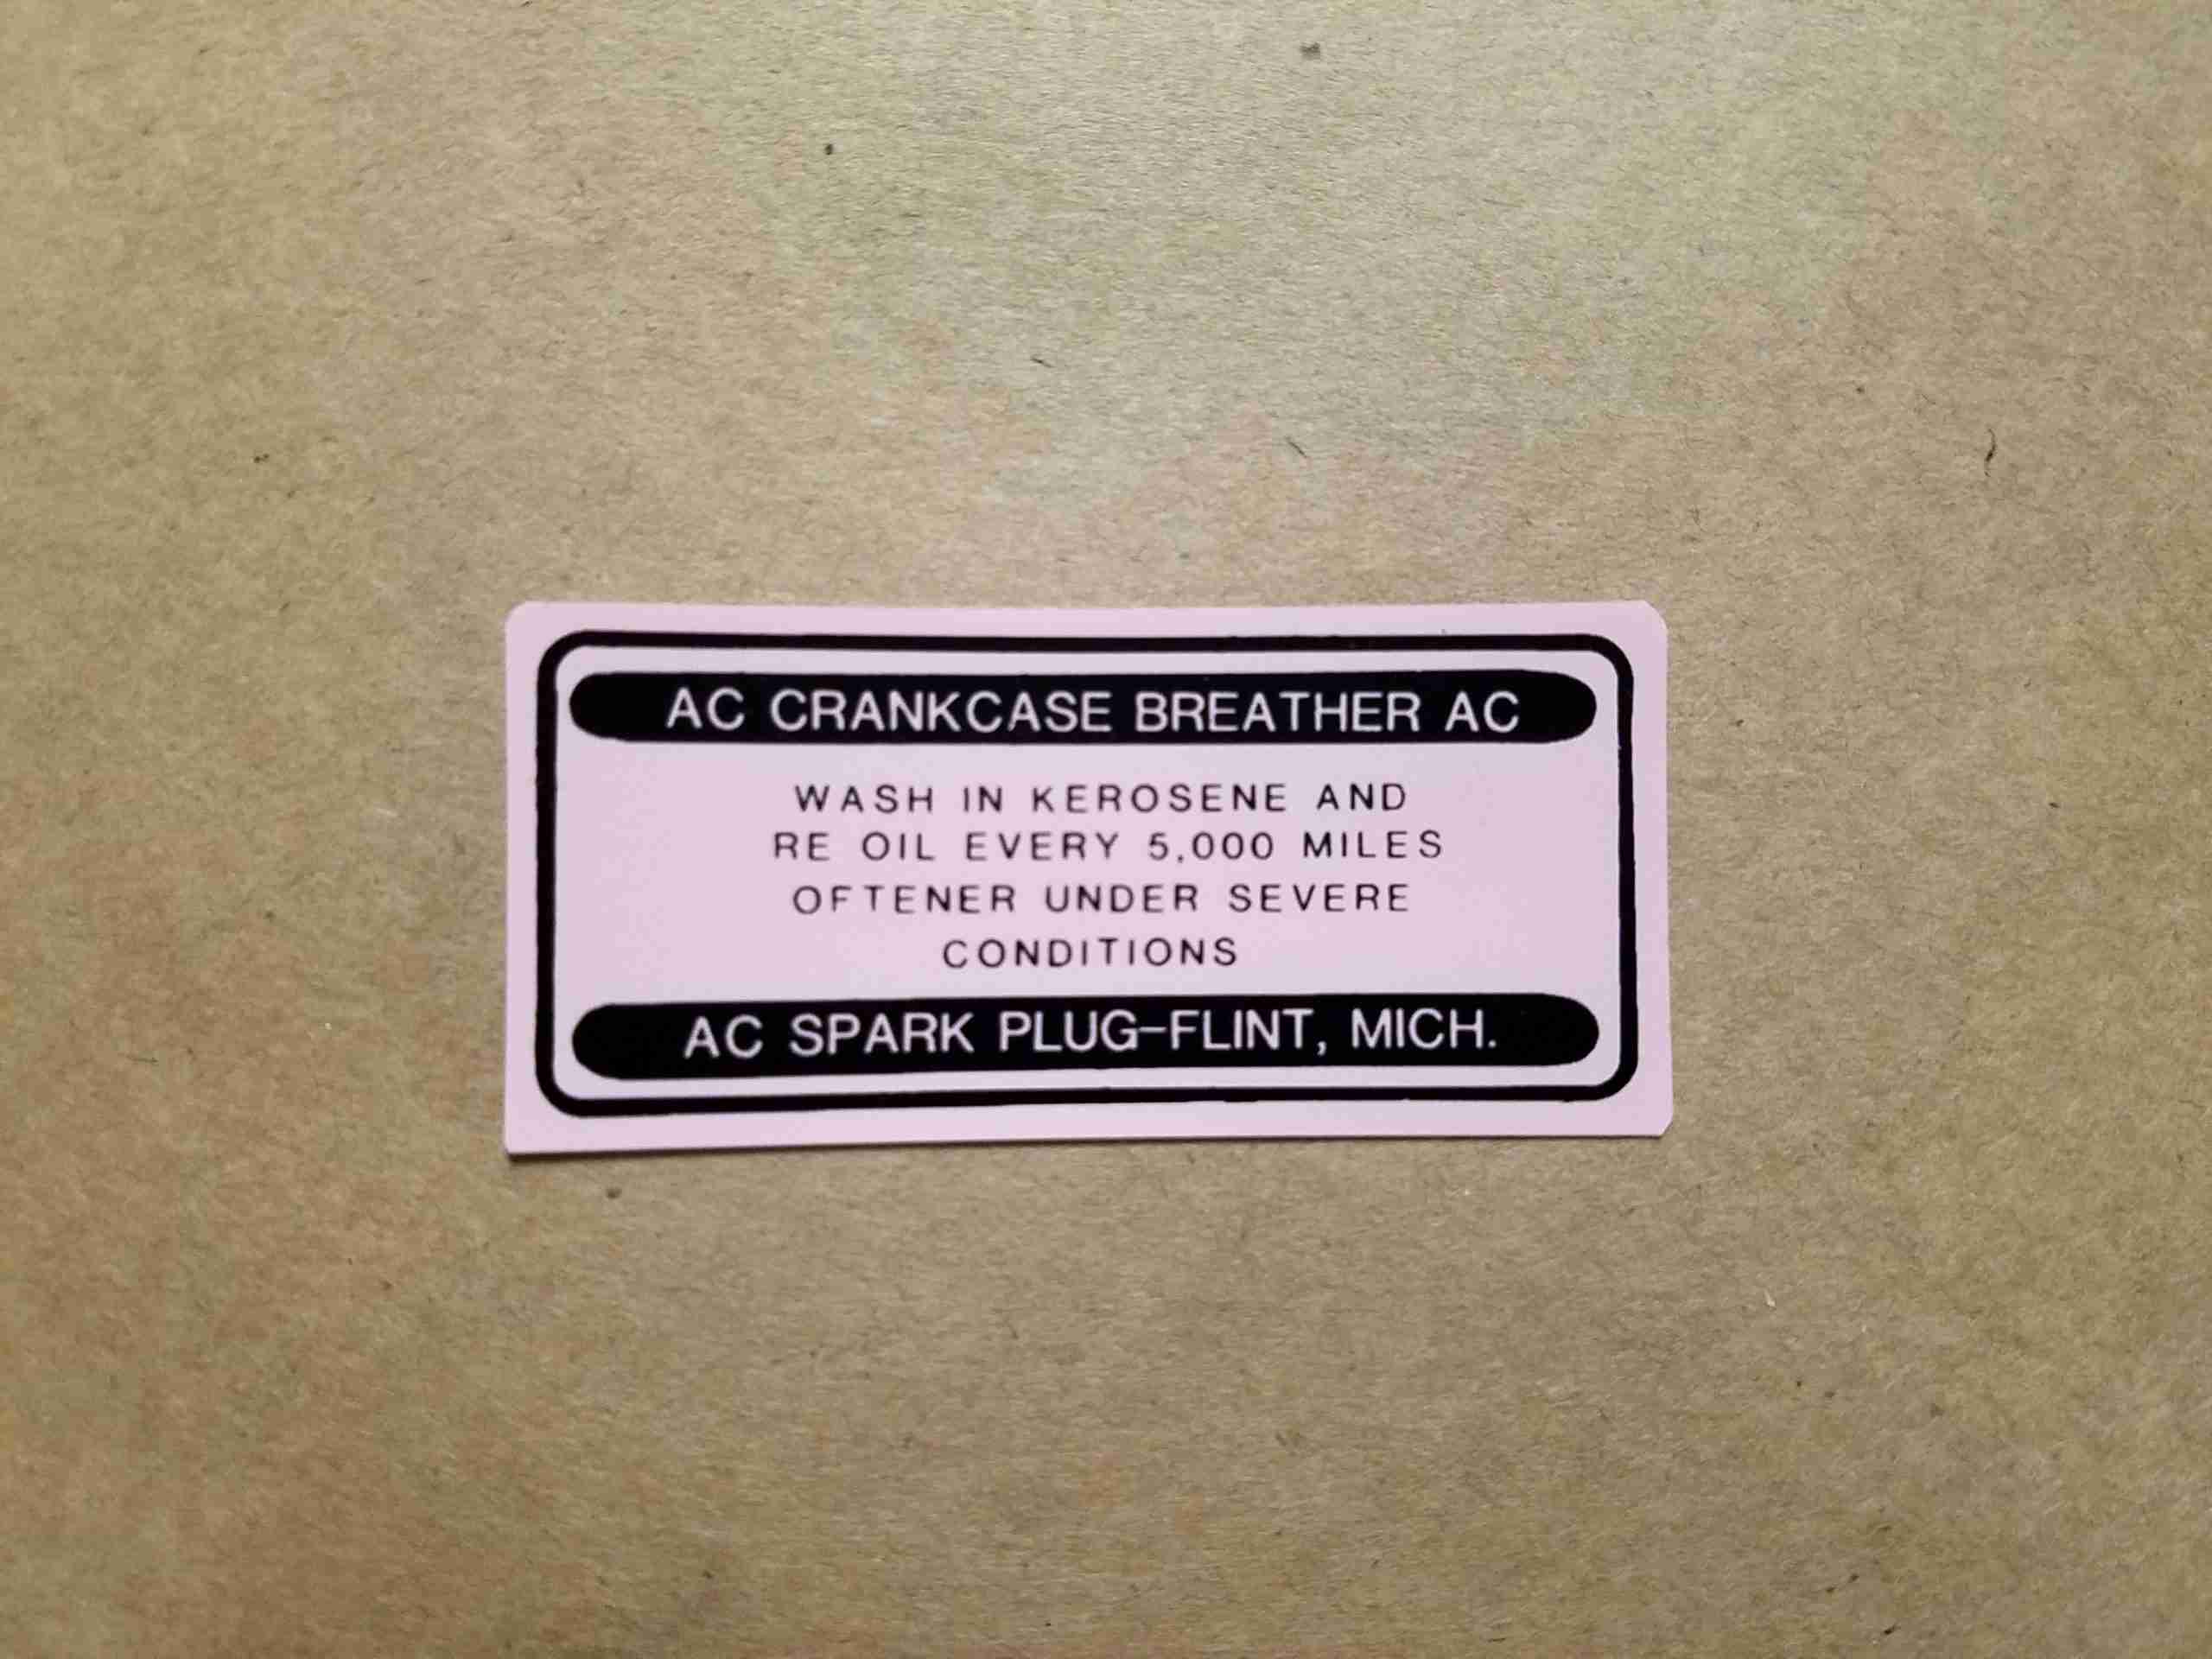 AC CRANKCASE BREATHER AC
WASH IN KEROSENE AND
RE OIL EVERY 5,000 MILES
OFTENER UNDER SEVERE
CONDITIONS
AC SPARK PLUG-FLINT, MICH.